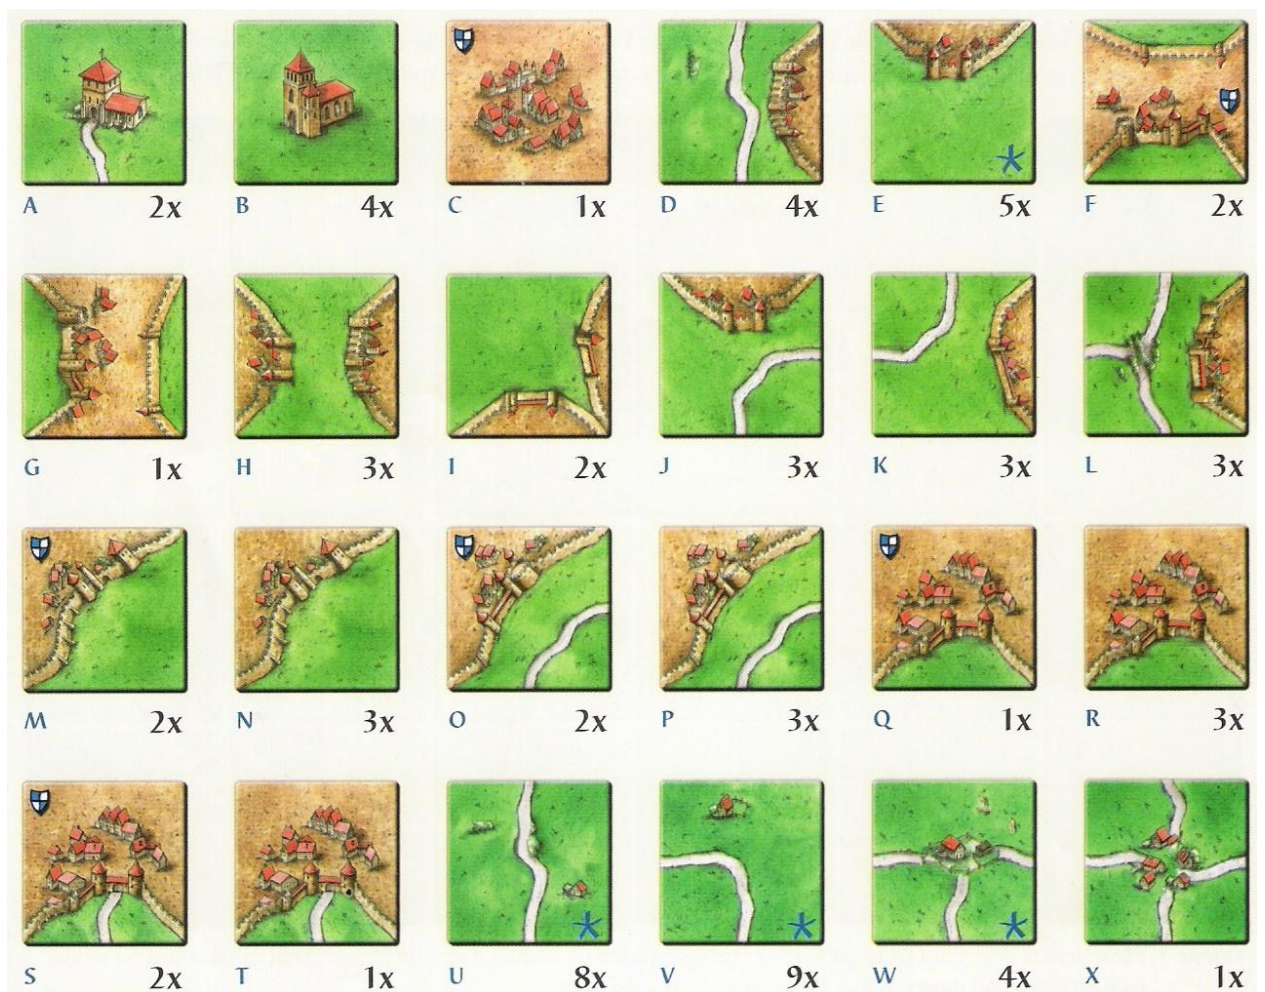 A 2x B 4x C 1x D 4x E 5x F 2x
G 1x H 3x I 2x J 3x K 3x L 3x
M 2x N 3x O 2x P 3x Q 1x R 3x
S 2x T 1x U 8x V 9x W 4x X 1x